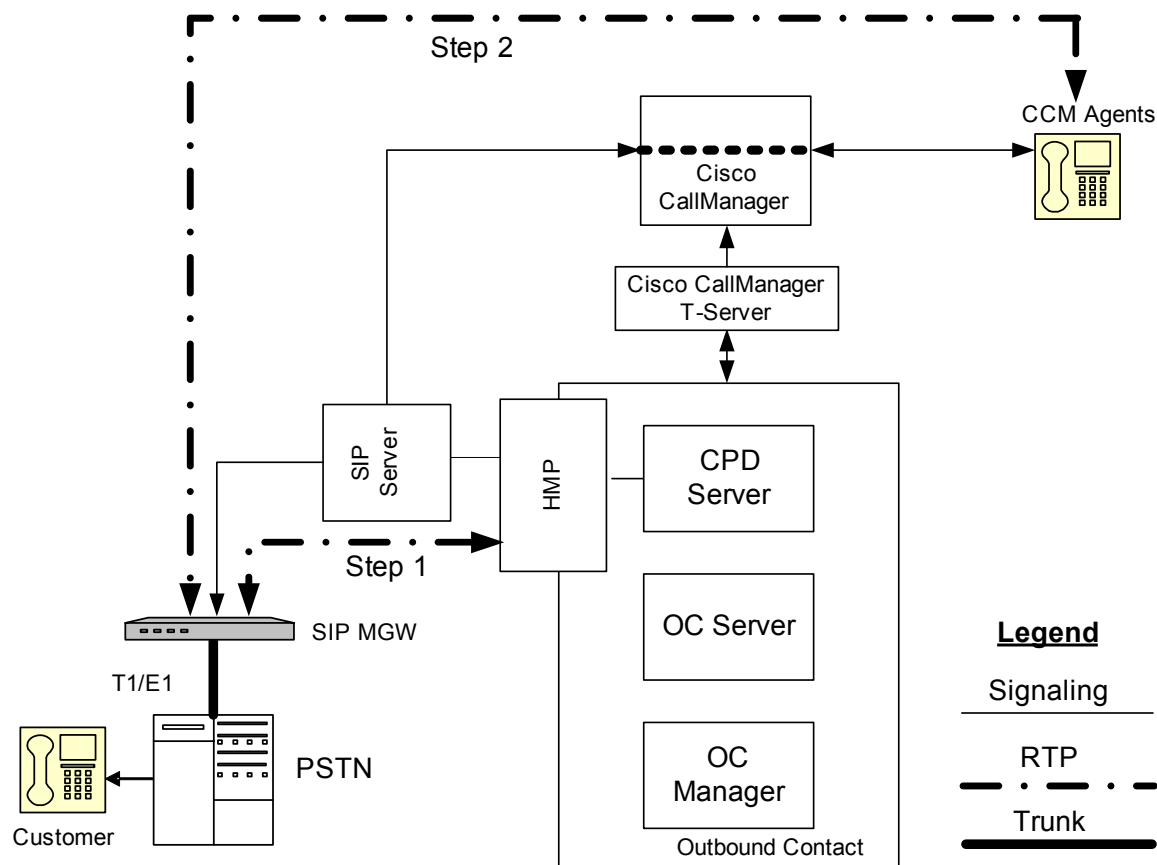 Step 2
CCM Agents
Cisco
CallManager
Cisco CallManager
T-Server
SIP
Server
HMP
CPD
Server
Step 1
SIP MGW
OC Server
Legend
Signaling
T1/E1
PSTN
RTP
OC
Manager
Trunk
Customer
Outbound Contact